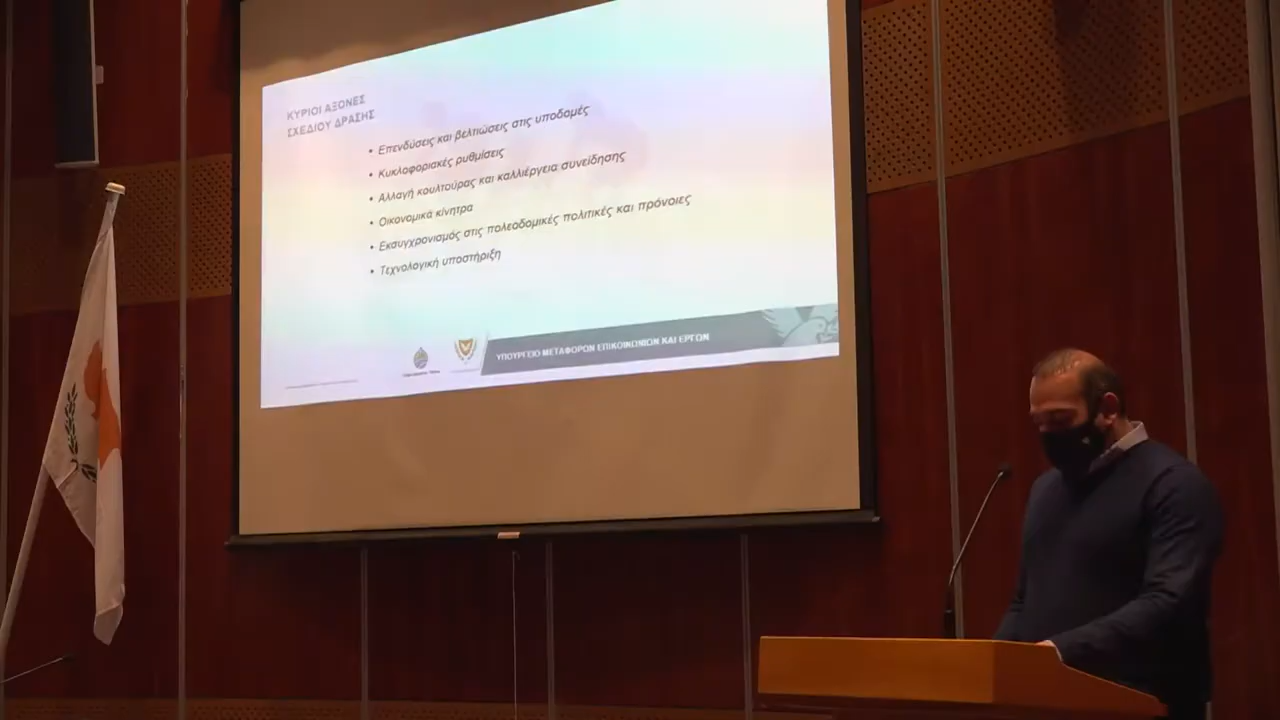 ΚΥΡΙΟΙ ΑΞΟΝΕΣ
ΣΧΕΔΙΟΥ ΔΡΑΣΗΣ
• Επενδύσεις και βελτιώσεις στις υποδομές
• Κυκλοφοριακές ρυθμίσεις
• Αλλαγή κουλτούρας και καλλιέργεια συνείδησης
• Οικονομικά κίνητρα
• Εκσυγχρονισμός στις πολεοδομικές πολιτικές και πρόνοιες
• Τεχνολογική υποστήριξη
ΥΠΟΥΡΓΕΙΟ ΜΕΤΑΦΟΡΩΝ ΕΠΙΚΟΙΝΩΝΙΩΝ ΚΑΙ ΕΡΓΩΝ